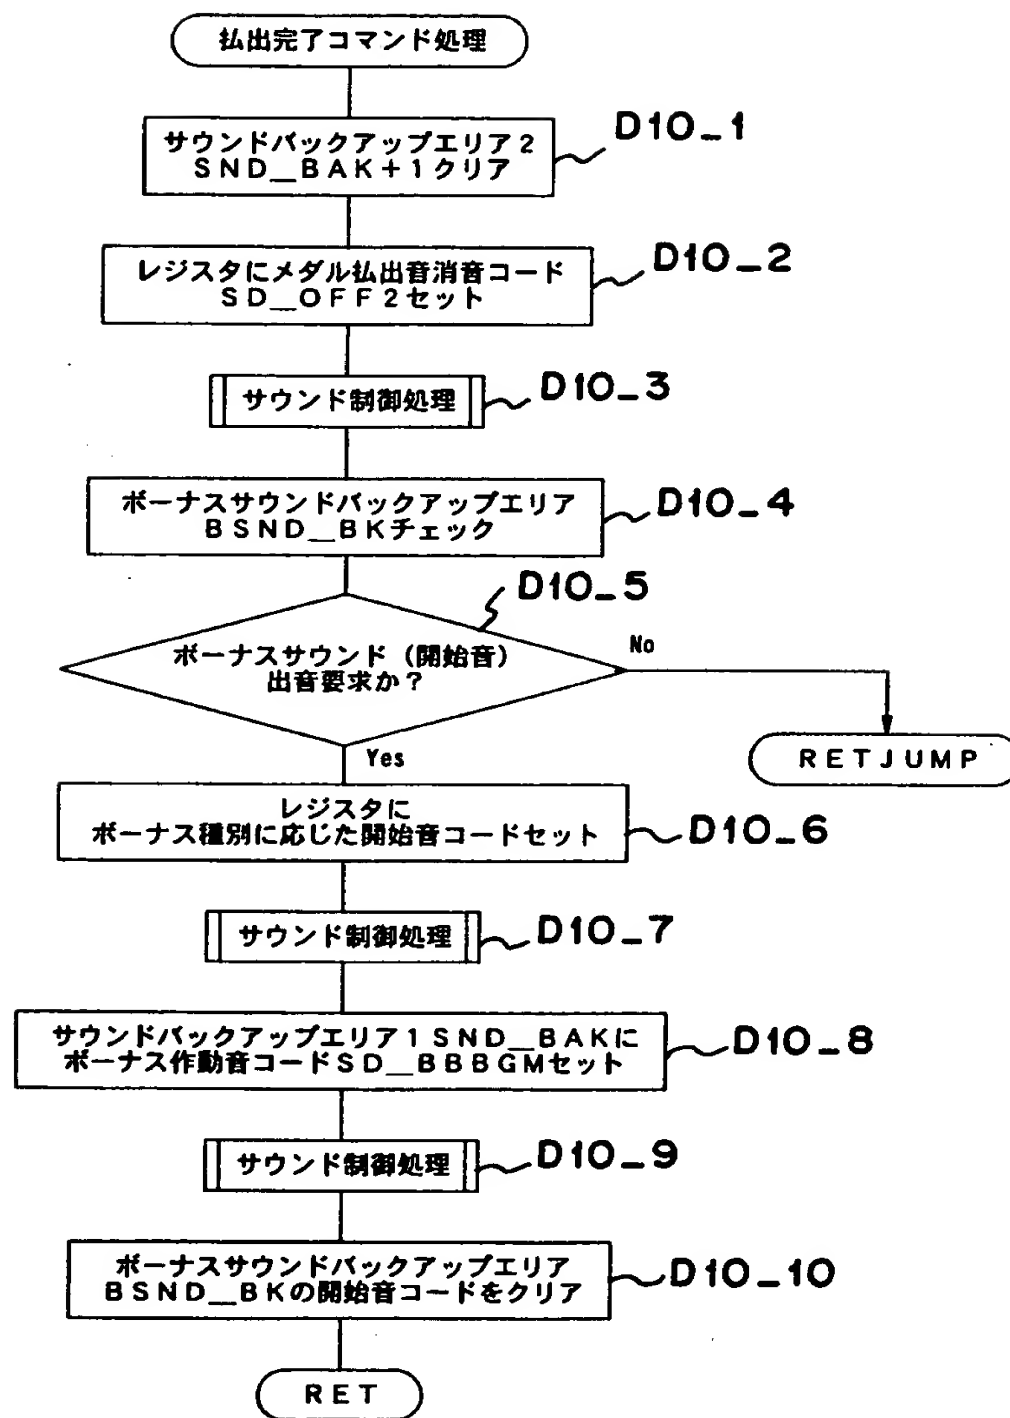 払出完了コマンド処理
サウンドバックアップエリア2
SND__BAK+1クリア
D10_1
レジスタにメダル払出音消音コード
SD__OFF2セット
D10_2
サウンド制御処理
D10_3
ボーナスサウンドバックアップエリア
BSND__BKチェック
D10_4
D10_5
ボーナスサウンド(開始音)
出音要求か?
No
Yes
RETJUMP
レジスタに
ボーナス種別に応じた開始音コードセット
D10_6
サウンド制御処理
D10_7
サウンドバックアップエリア1SND__BAKに
ボーナス作動音コードSD__BBBGMセット
D10_8
サウンド制御処理
D10_9
ボーナスサウンドバックアップエリア
BSND__BKの開始音コードをクリア
D10_10
RET